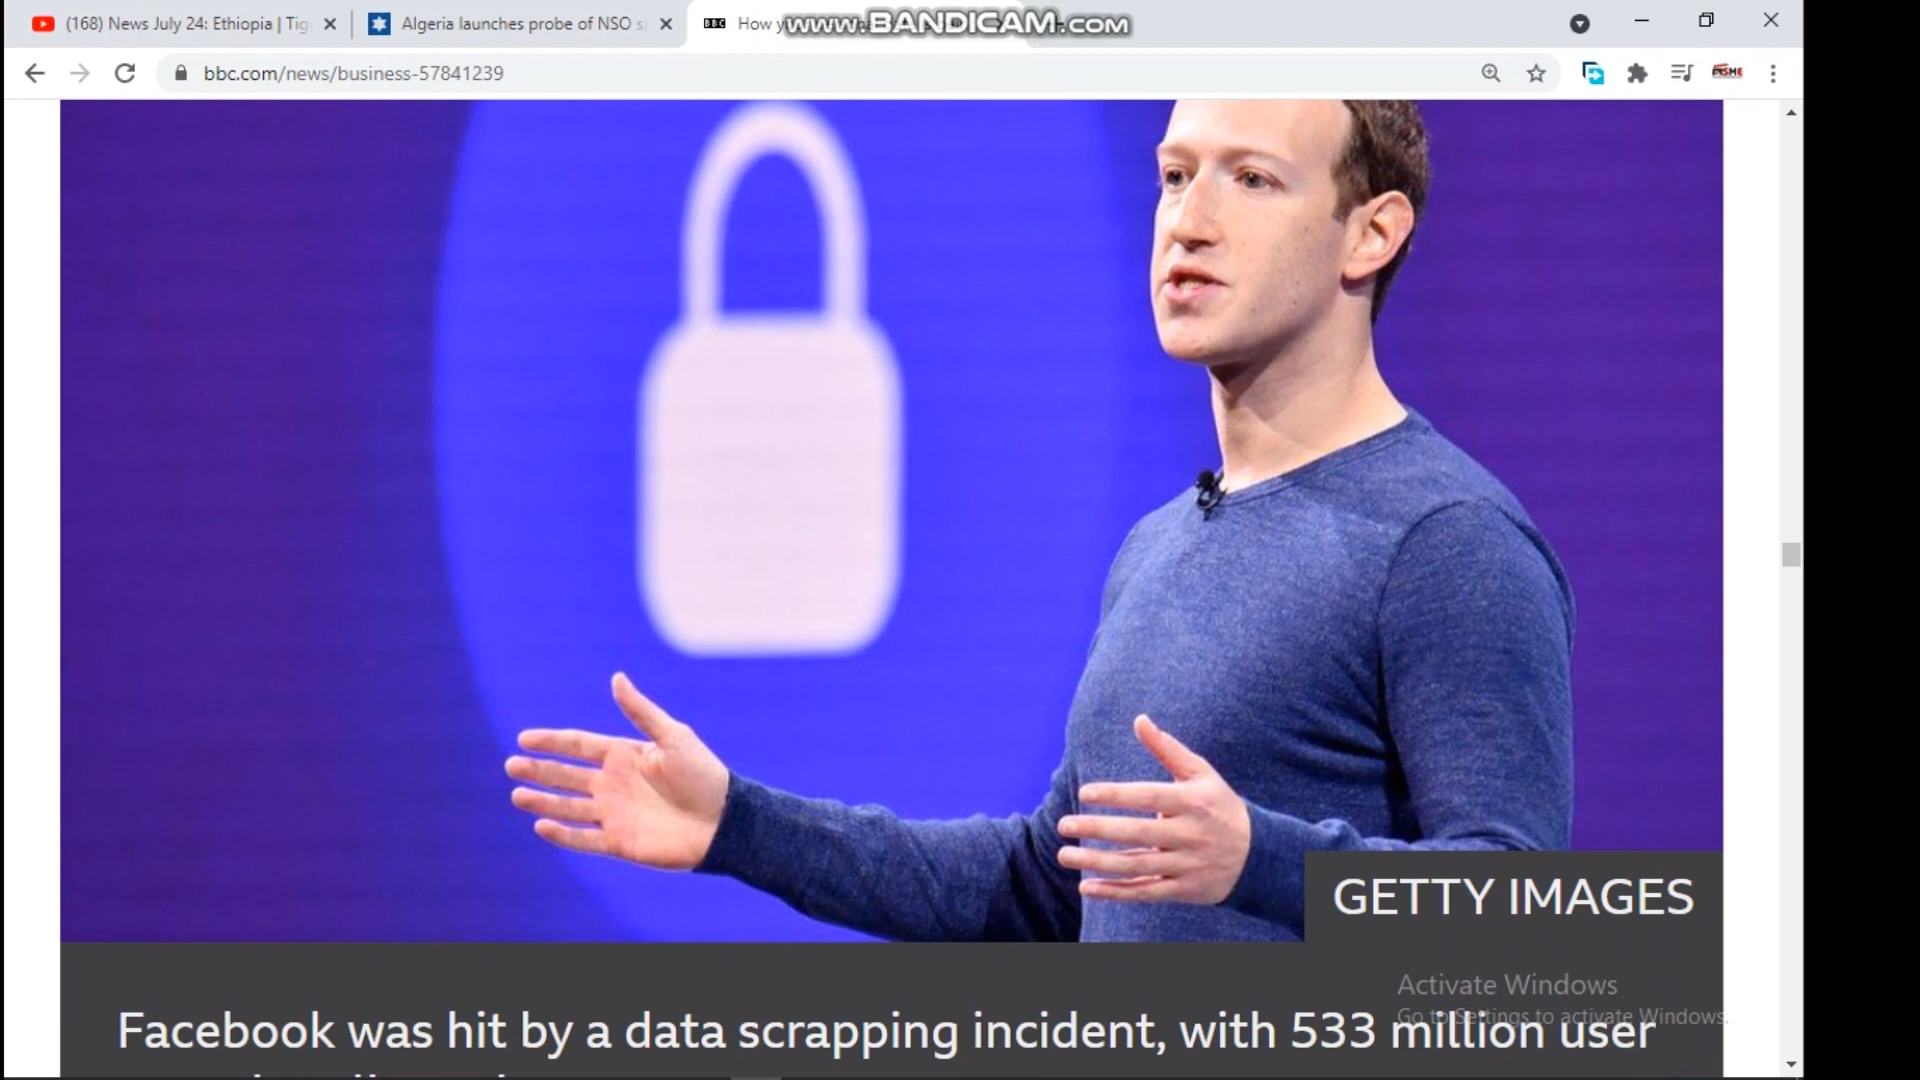 (168) News July 24: Ethiopia | Tig
Algeria launches probe of NSO s
BBC
How y
www.BANDICAM.com
bbc.com/news/business-57841239
GETTY IMAGES
Activate Windows
Go to Settings to activate Windows.
Facebook was hit by a data scrapping incident, with 533 million user